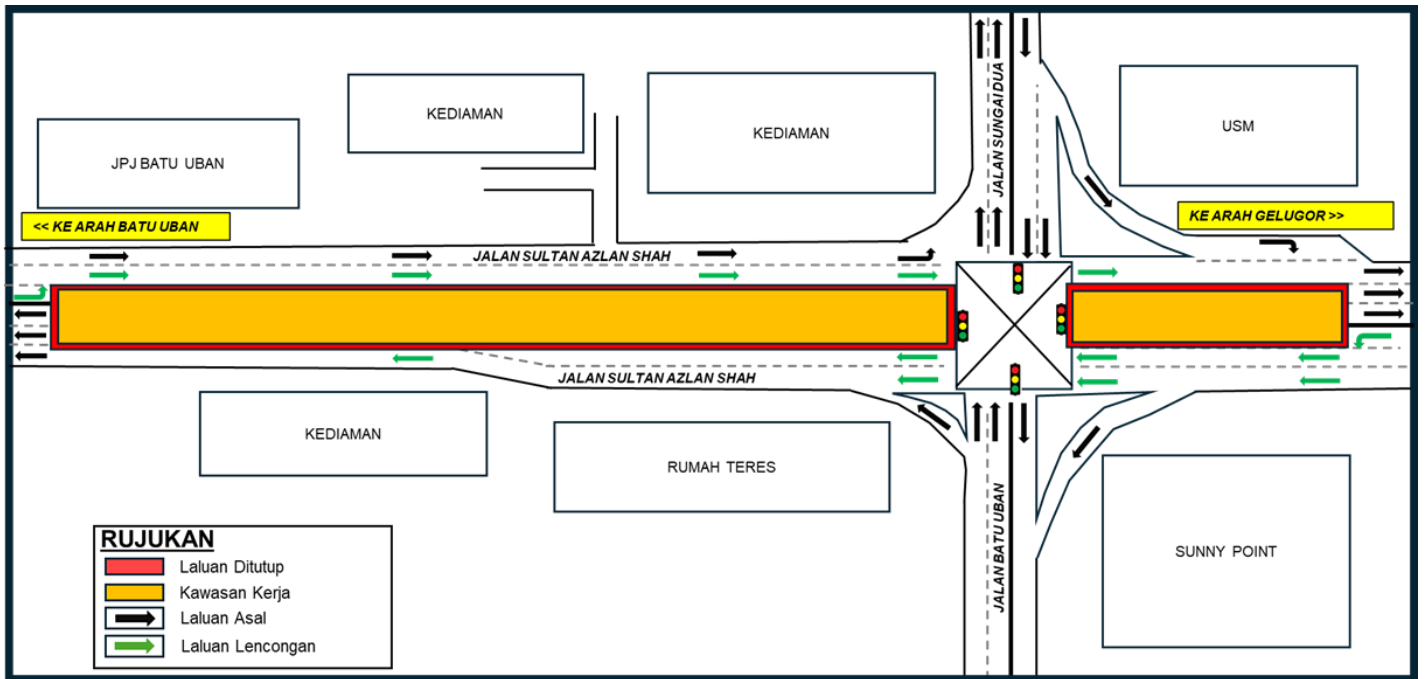 JALAN SUNGAI DUA
KEDIAMAN
KEDIAMAN
USM
JPJ BATU UBAN
<< KE ARAH BATU UBAN
KE ARAH GELUGOR >>
JALAN SULTAN AZLAN SHAH
JALAN SULTAN AZLAN SHAH
KEDIAMAN
RUMAH TERES
JALAN BATU UBAN
SUNNY POINT
RUJUKAN
Laluan Ditutup
Kawasan Kerja
Laluan Asal
Laluan Lencongan